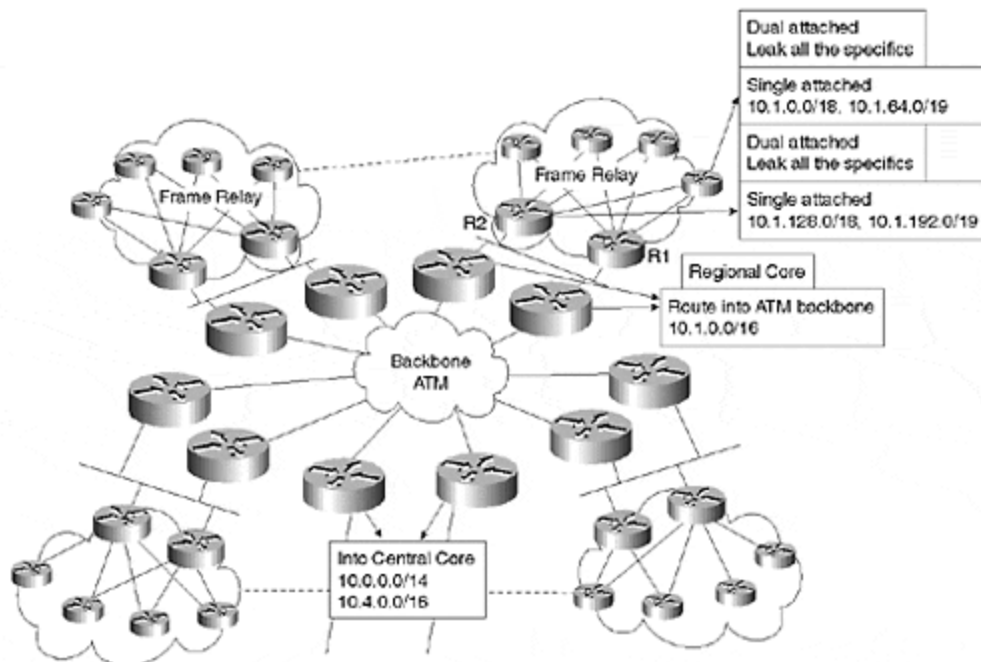 Dual attached
Leak all the specifics
Single attached
10.1.0.0/18, 10.1.64.0/19
Dual attached
Leak all the specifics
Single attached
10.1.128.0/18, 10.1.192.0/19
Frame Relay
Frame Relay
R2
R1
Regional Core
Route into ATM backbone
10.1.0.0/16
Backbone
ATM
Into Central Core
10.0.0.0/14
10.4.0.0/16